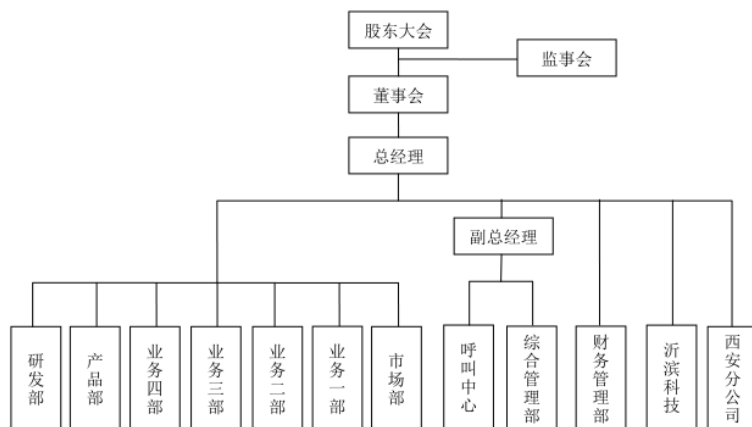 股东大会
监事会
董事会
总经理
副总经理
研发部
产品部
业务四部
业务三部
业务二部
业务一部
市场部
呼叫中心
综合管理部
财务管理部
沂滨科技
西安分公司